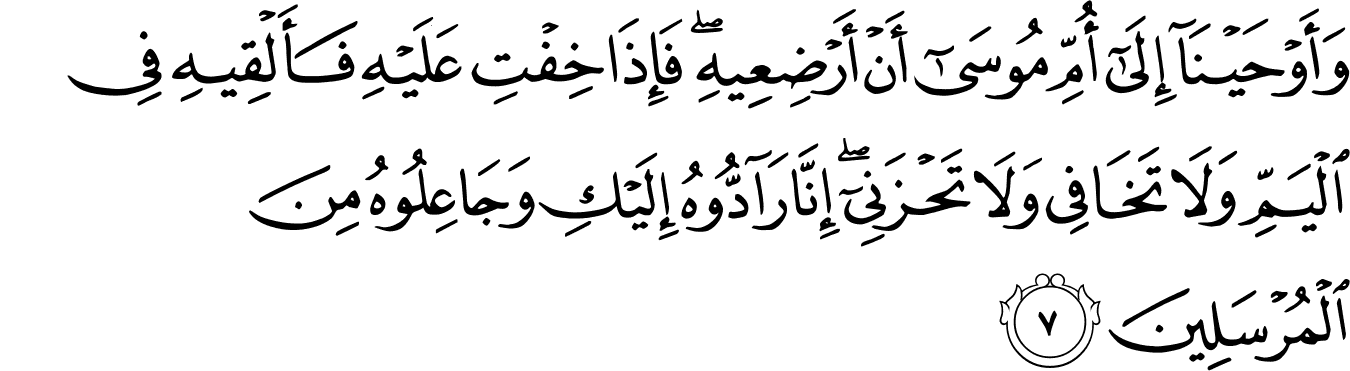 وَأَوْحَيْنَآ إِلَىٰٓ أُمِّ مُوسَىٰٓ أَنْ أَرْضِعِيهِ ۖ فَإِذَا خِفْتِ عَلَيْهِ فَأَلْقِيهِ فِى
ٱلْيَمِّ وَلَا تَخَافِى وَلَا تَحْزَنِىٓ ۖ إِنَّا رَآدُّوهُ إِلَيْكِ وَجَاعِلُوهُ مِنَ
ٱلْمُرْسَلِينَ ٧